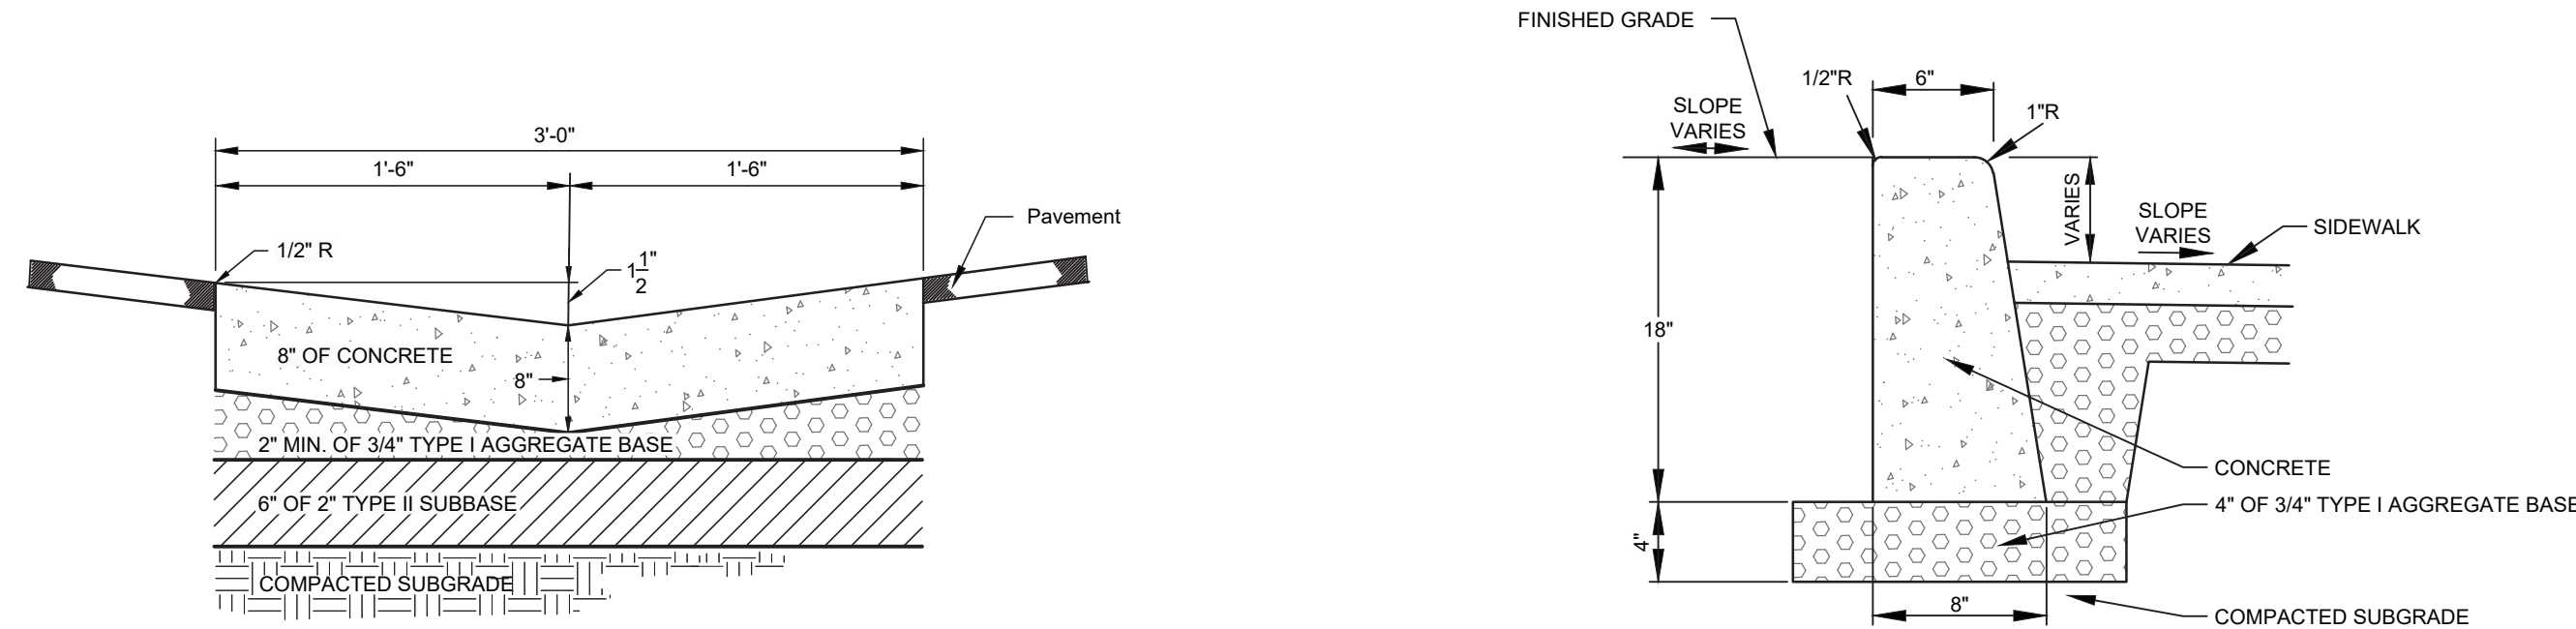 3'-0"
1'-6"
1'-6"
Pavement
1/2" R
1 1/2"
8" OF CONCRETE
8"
2" MIN. OF 3/4" TYPE I AGGREGATE BASE
6" OF 2" TYPE II SUBBASE
COMPACTED SUBGRADE
FINISHED GRADE
1/2"R
6"
SLOPE
VARIES
1"R
VARIES
SLOPE
VARIES
SIDEWALK
18"
CONCRETE
4" OF 3/4" TYPE I AGGREGATE BASE
4"
8"
COMPACTED SUBGRADE